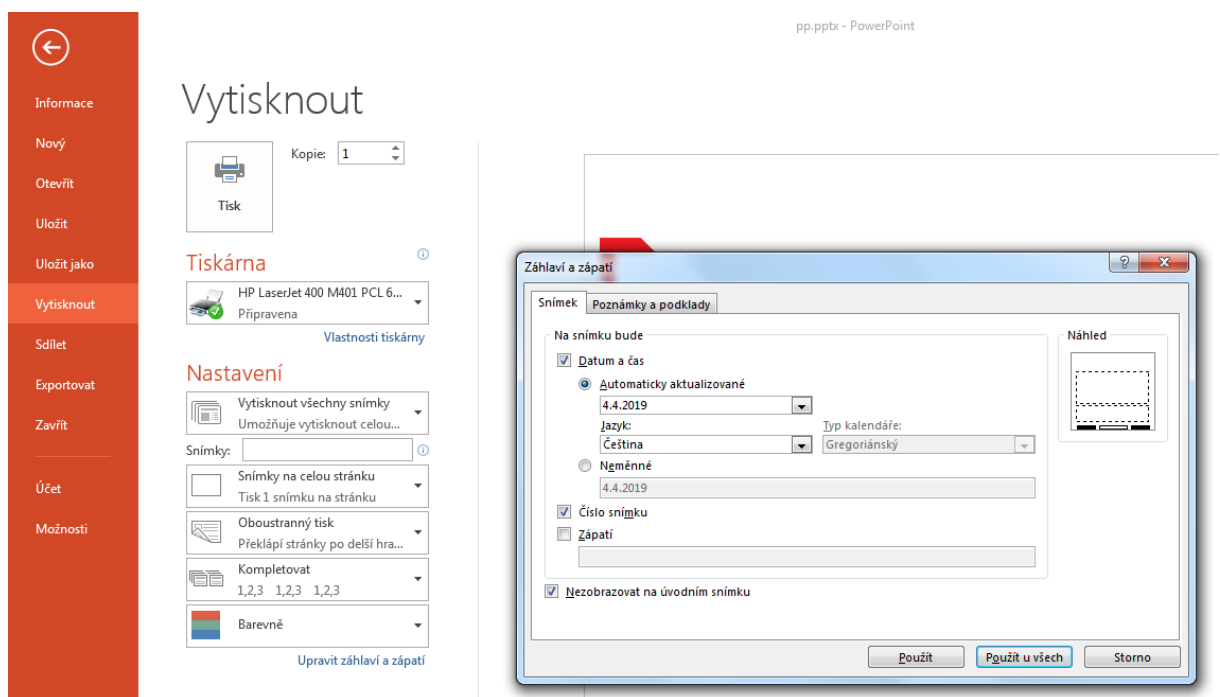 pp.pptx - PowerPoint
Informace
Nový
Otevřít
Uložit
Uložit jako
Vytisknout
Sdílet
Exportovat
Zavřít
Účet
Možnosti
Vytisknout
Kopie: 1
Tisk
Tiskárna
HP LaserJet 400 M401 PCL 6...
Připravena
Vlastnosti tiskárny
Nastavení
Vytisknout všechny snímky
Umožňuje vytisknout celou...
Snímky:
Snímky na celou stránku
Tisk 1 snímku na stránku
Oboustranný tisk
Překlápí stránky po delší hra...
Kompletovat
1,2,3 1,2,3 1,2,3
Barevně
Upravit záhlaví a zápatí
Záhlaví a zápatí
Snímek Poznámky a podklady
Na snímku bude
Datum a čas
Automaticky aktualizované
4.4.2019
Jazyk: Typ kalendáře:
Čeština Gregoriánský
Neměnné
4.4.2019
Číslo snímku
Zápatí
Nezobrazovat na úvodním snímku
Náhled
Použít Použít u všech Storno